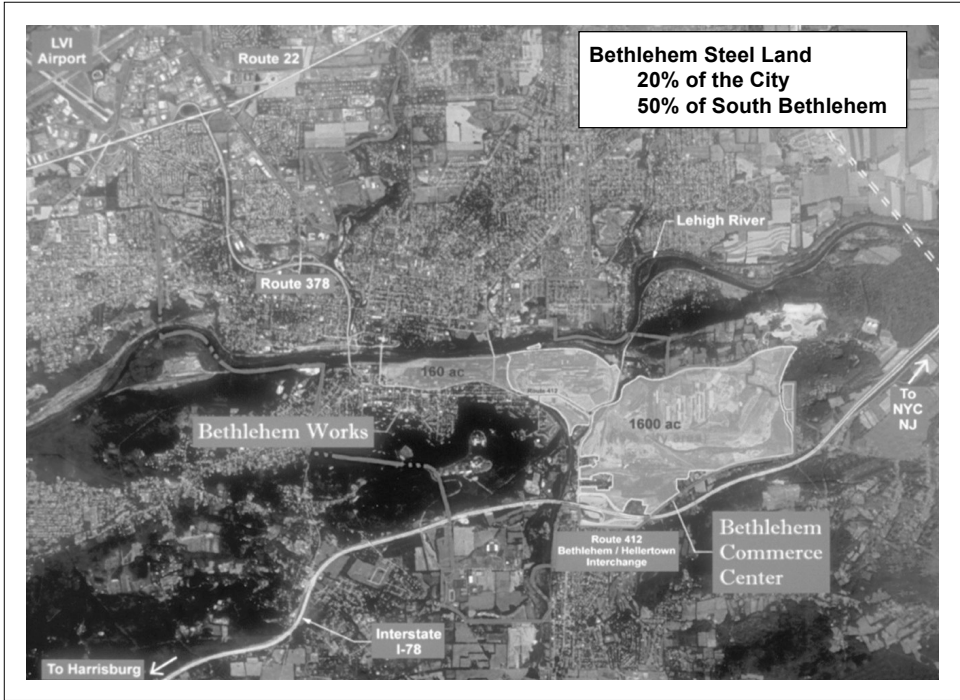 LVI
Airport
Route 22
Bethlehem Steel Land
20% of the City
50% of South Bethlehem
Lehigh River
Route 378
160 ac
Route 412
1600 ac
To
NYC
NJ
Bethlehem Works
Route 412
Bethlehem / Hellertown
Interchange
Bethlehem
Commerce
Center
Interstate
I-78
To Harrisburg